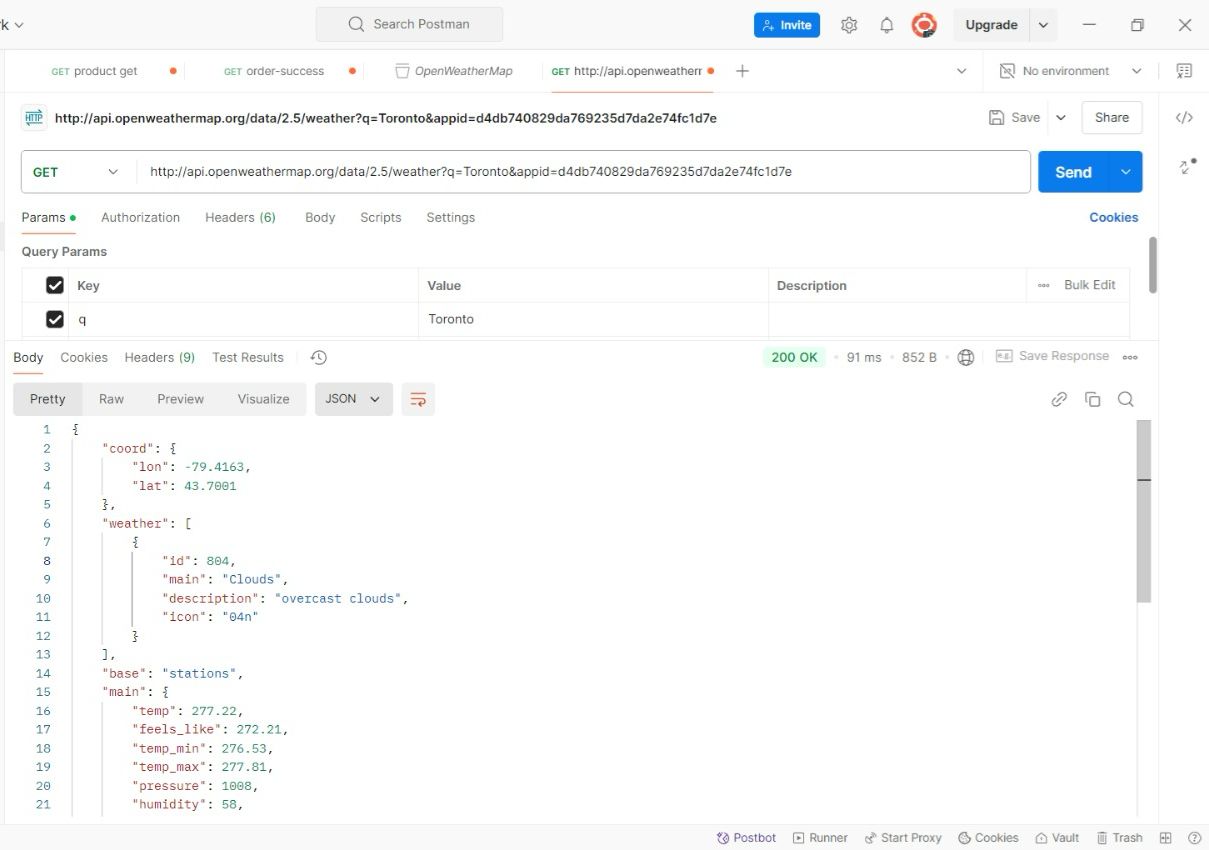 k
Search Postman
Invite
Upgrade
GET product get
GET order-success
OpenWeatherMap
GET http://api.openweatherr
No environment
HTTP http://api.openweathermap.org/data/2.5/weather?q=Toronto&appid=d4db740829da769235d7da2e74fc1d7e
Save
Share
GET
http://api.openweathermap.org/data/2.5/weather?q=Toronto&appid=d4db740829da769235d7da2e74fc1d7e
Send
Params Authorization Headers (6) Body Scripts Settings Cookies
Query Params
Key Value Description Bulk Edit
q Toronto
Body Cookies Headers (9) Test Results 200 OK 91 ms 852 B e.g. Save Response
Pretty Raw Preview Visualize JSON
1 {
2 "coord": {
3 "lon": -79.4163,
4 "lat": 43.7001
5 },
6 "weather": [
7 {
8 "id": 804,
9 "main": "Clouds",
10 "description": "overcast clouds",
11 "icon": "04n"
12 }
13 ],
14 "base": "stations",
15 "main": {
16 "temp": 277.22,
17 "feels_like": 272.21,
18 "temp_min": 276.53,
19 "temp_max": 277.81,
20 "pressure": 1008,
21 "humidity": 58,
Postbot Runner Start Proxy Cookies Vault Trash